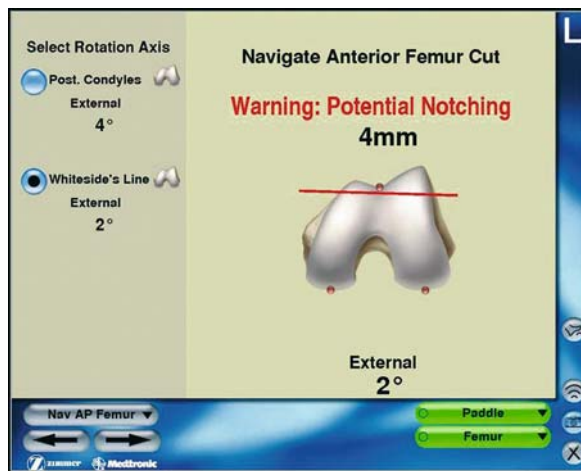 Select Rotation Axis
Post. Condyles
External
4°
Whiteside's Line
External
2°
Navigate Anterior Femur Cut
Warning: Potential Notching
4mm
External
2°
L
Nav AP Femur
Paddle
Femur
zimmer Medtronic
X